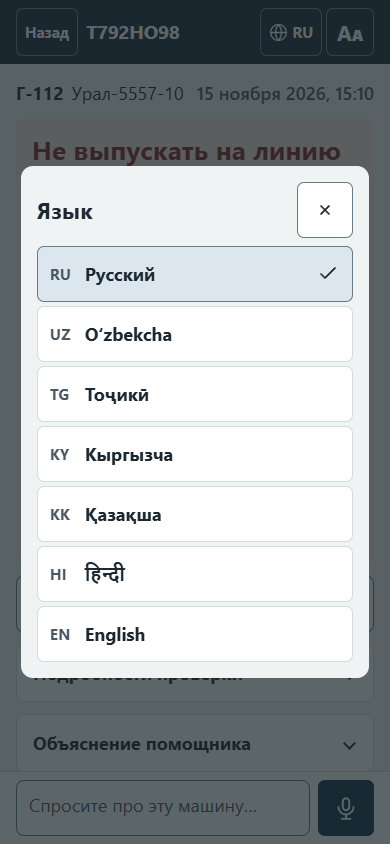 Назад
Т792НО98
RU
Aᴀ
Г-112 Урал-5557-10 15 ноября 2026, 15:10
Не выпускать на линию
Язык
×
RU Русский
UZ Oʻzbekcha
TG Тоҷикӣ
KY Кыргызча
KK Қазақша
HI हिन्दी
EN English
Подробности проверки
Объяснение помощника
Спросите про эту машину...